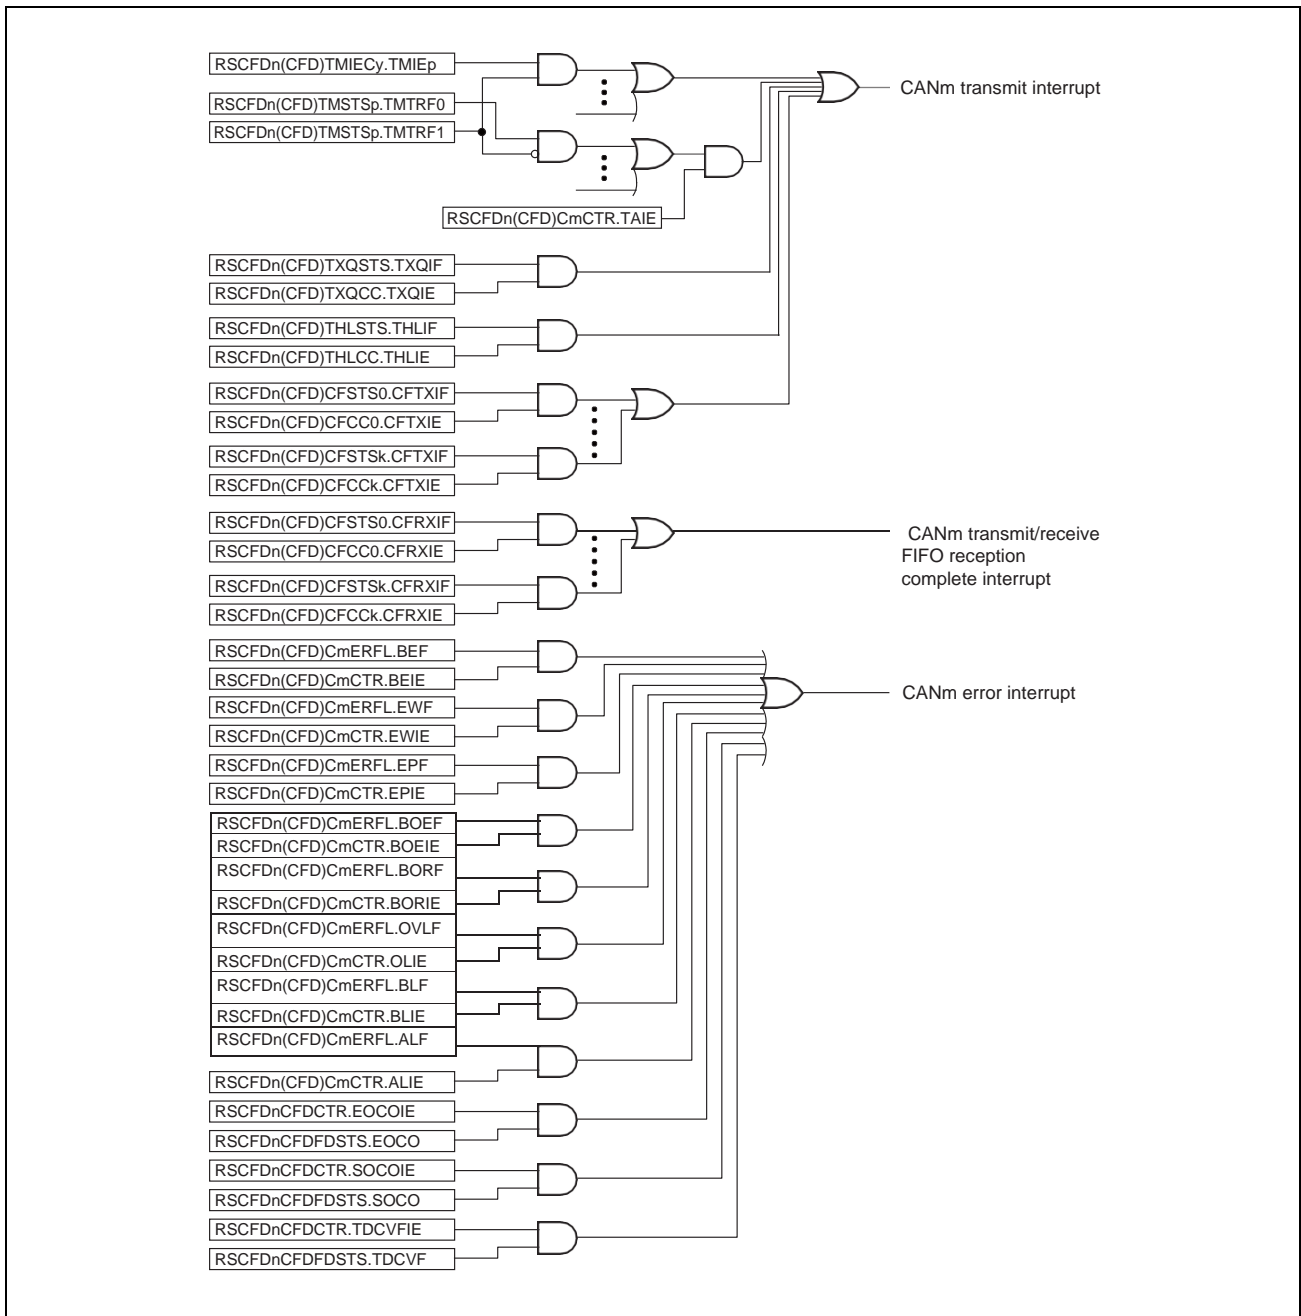 RSCFDn(CFD)TMIECy.TMIEp
RSCFDn(CFD)TMSTSp.TMTRF0
RSCFDn(CFD)TMSTSp.TMTRF1
CANm transmit interrupt
RSCFDn(CFD)CmCTR.TAIE
RSCFDn(CFD)TXQSTS.TXQIF
RSCFDn(CFD)TXQCC.TXQIE
RSCFDn(CFD)THLSTS.THLIF
RSCFDn(CFD)THLCC.THLIE
RSCFDn(CFD)CFSTS0.CFTXIF
RSCFDn(CFD)CFCC0.CFTXIE
RSCFDn(CFD)CFSTSk.CFTXIF
RSCFDn(CFD)CFCCk.CFTXIE
RSCFDn(CFD)CFSTS0.CFRXIF
RSCFDn(CFD)CFCC0.CFRXIE
RSCFDn(CFD)CFSTSk.CFRXIF
RSCFDn(CFD)CFCCk.CFRXIE
CANm transmit/receive
FIFO reception
complete interrupt
RSCFDn(CFD)CmERFL.BEF
RSCFDn(CFD)CmCTR.BEIE
RSCFDn(CFD)CmERFL.EWF
RSCFDn(CFD)CmCTR.EWIE
RSCFDn(CFD)CmERFL.EPF
RSCFDn(CFD)CmCTR.EPIE
CANm error interrupt
RSCFDn(CFD)CmERFL.BOEF
RSCFDn(CFD)CmCTR.BOEIE
RSCFDn(CFD)CmERFL.BORF
RSCFDn(CFD)CmCTR.BORIE
RSCFDn(CFD)CmERFL.OVLF
RSCFDn(CFD)CmCTR.OLIE
RSCFDn(CFD)CmERFL.BLF
RSCFDn(CFD)CmCTR.BLIE
RSCFDn(CFD)CmERFL.ALF
RSCFDn(CFD)CmCTR.ALIE
RSCFDnCFDCTR.EOCOIE
RSCFDnCFDFDSTS.EOCO
RSCFDnCFDCTR.SOCOIE
RSCFDnCFDFDSTS.SOCO
RSCFDnCFDCTR.TDCVFIE
RSCFDnCFDFDSTS.TDCVF